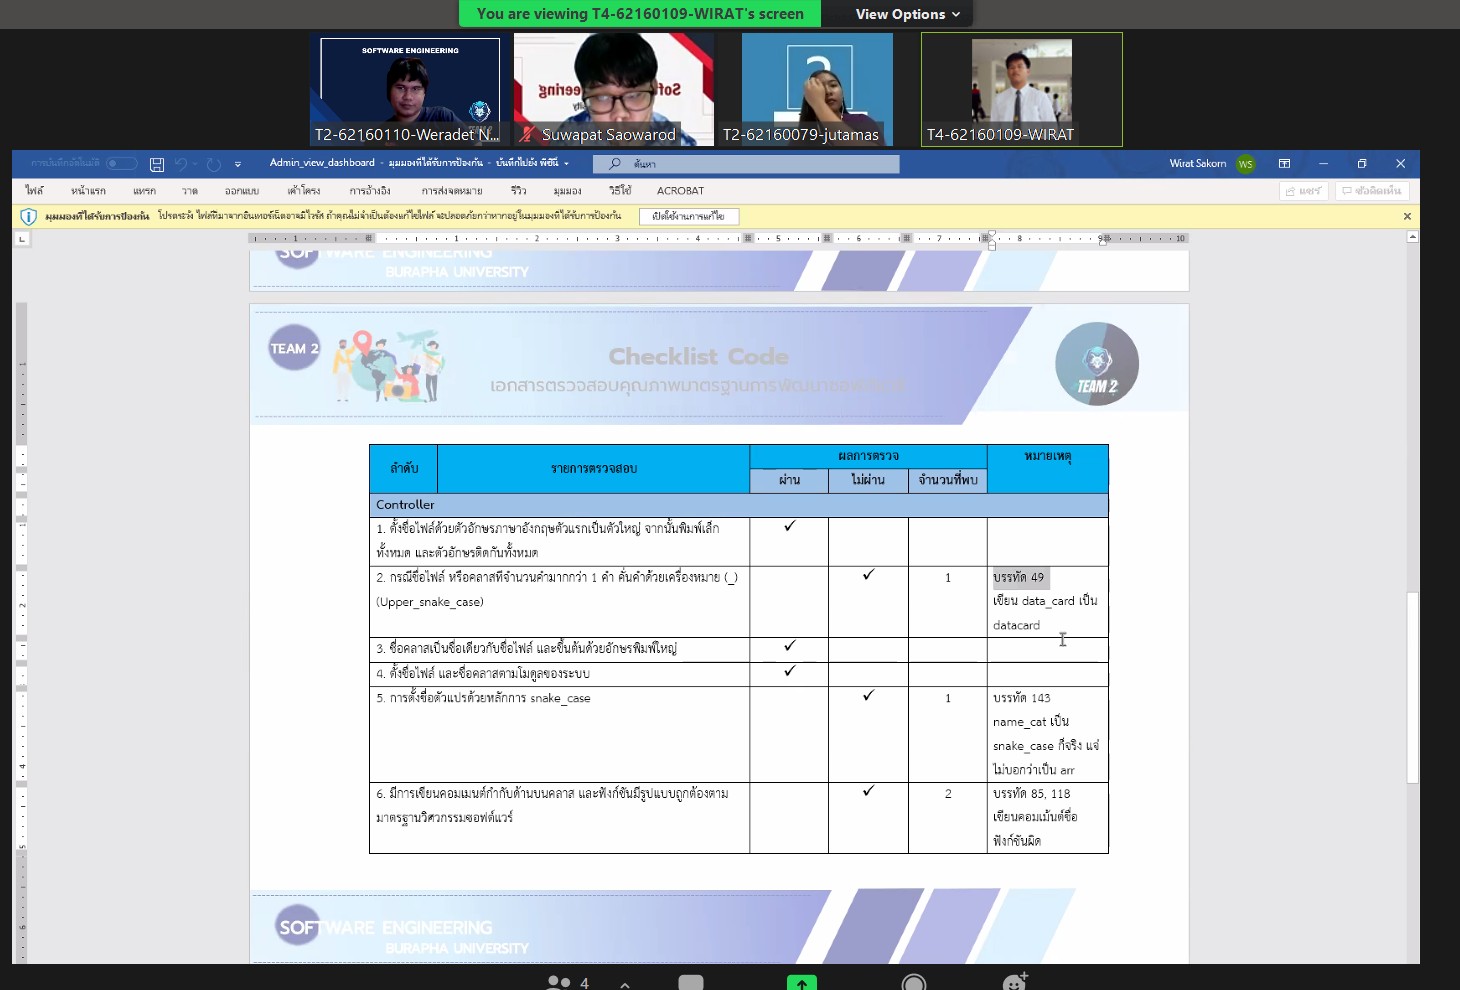 You are viewing T4-62160109-WIRAT's screen
View Options
SOFTWARE ENGINEERING
T2-62160110-Weradet N...
Suwapat Saowarod
T2-62160079-jutamas
T4-62160109-WIRAT
การบันทึกอัตโนมัติ
Admin_view_dashboard - มุมมองที่ได้รับการป้องกัน - บันทึกไปยัง พีซีนี้
ค้นหา
Wirat Sakorn
WS
ไฟล์
หน้าแรก
แทรก
วาด
ออกแบบ
เค้าโครง
การอ้างอิง
การส่งจดหมาย
รีวิว
มุมมอง
วิธีใช้
ACROBAT
แชร์
ข้อคิดเห็น
มุมมองที่ได้รับการป้องกัน
โปรดระวัง ไฟล์ที่มาจากอินเทอร์เน็ตอาจมีไวรัส ถ้าคุณไม่จำเป็นต้องแก้ไขไฟล์ จะปลอดภัยกว่าหากอยู่ในมุมมองที่ได้รับการป้องกัน
เปิดใช้งานการแก้ไข
SOFTWARE ENGINEERING
BURAPHA UNIVERSITY
TEAM 2
Checklist Code
เอกสารตรวจสอบคุณภาพมาตรฐานการพัฒนาซอฟต์แวร์
TEAM 2
ลำดับ
รายการตรวจสอบ
ผลการตรวจ
หมายเหตุ
ผ่าน
ไม่ผ่าน
จำนวนที่พบ
Controller
1. ตั้งชื่อไฟล์ด้วยตัวอักษรภาษาอังกฤษตัวแรกเป็นตัวใหญ่ จากนั้นพิมพ์เล็ก
ทั้งหมด และตัวอักษรติดกันทั้งหมด
✓
2. กรณีชื่อไฟล์ หรือคลาสที่จำนวนคำมากกว่า 1 คำ คั่นคำด้วยเครื่องหมาย (_)
(Upper_snake_case)
✓
1
บรรทัด 49
เขียน data_card เป็น
datacard
3. ชื่อคลาสเป็นชื่อเดียวกับชื่อไฟล์ และขึ้นต้นด้วยอักษรพิมพ์ใหญ่
✓
4. ตั้งชื่อไฟล์ และชื่อคลาสตามโมดูลของระบบ
✓
5. การตั้งชื่อตัวแปรด้วยหลักการ snake_case
✓
1
บรรทัด 143
name_cat เป็น
snake_case ก็จริง แต่
ไม่บอกว่าเป็น arr
6. มีการเขียนคอมเมนต์กำกับด้านบนคลาส และฟังก์ชันมีรูปแบบถูกต้องตาม
มาตรฐานวิศวกรรมซอฟต์แวร์
✓
2
บรรทัด 85, 118
เขียนคอมเม้นต์ชื่อ
ฟังก์ชันผิด
SOFTWARE ENGINEERING
BURAPHA UNIVERSITY
4